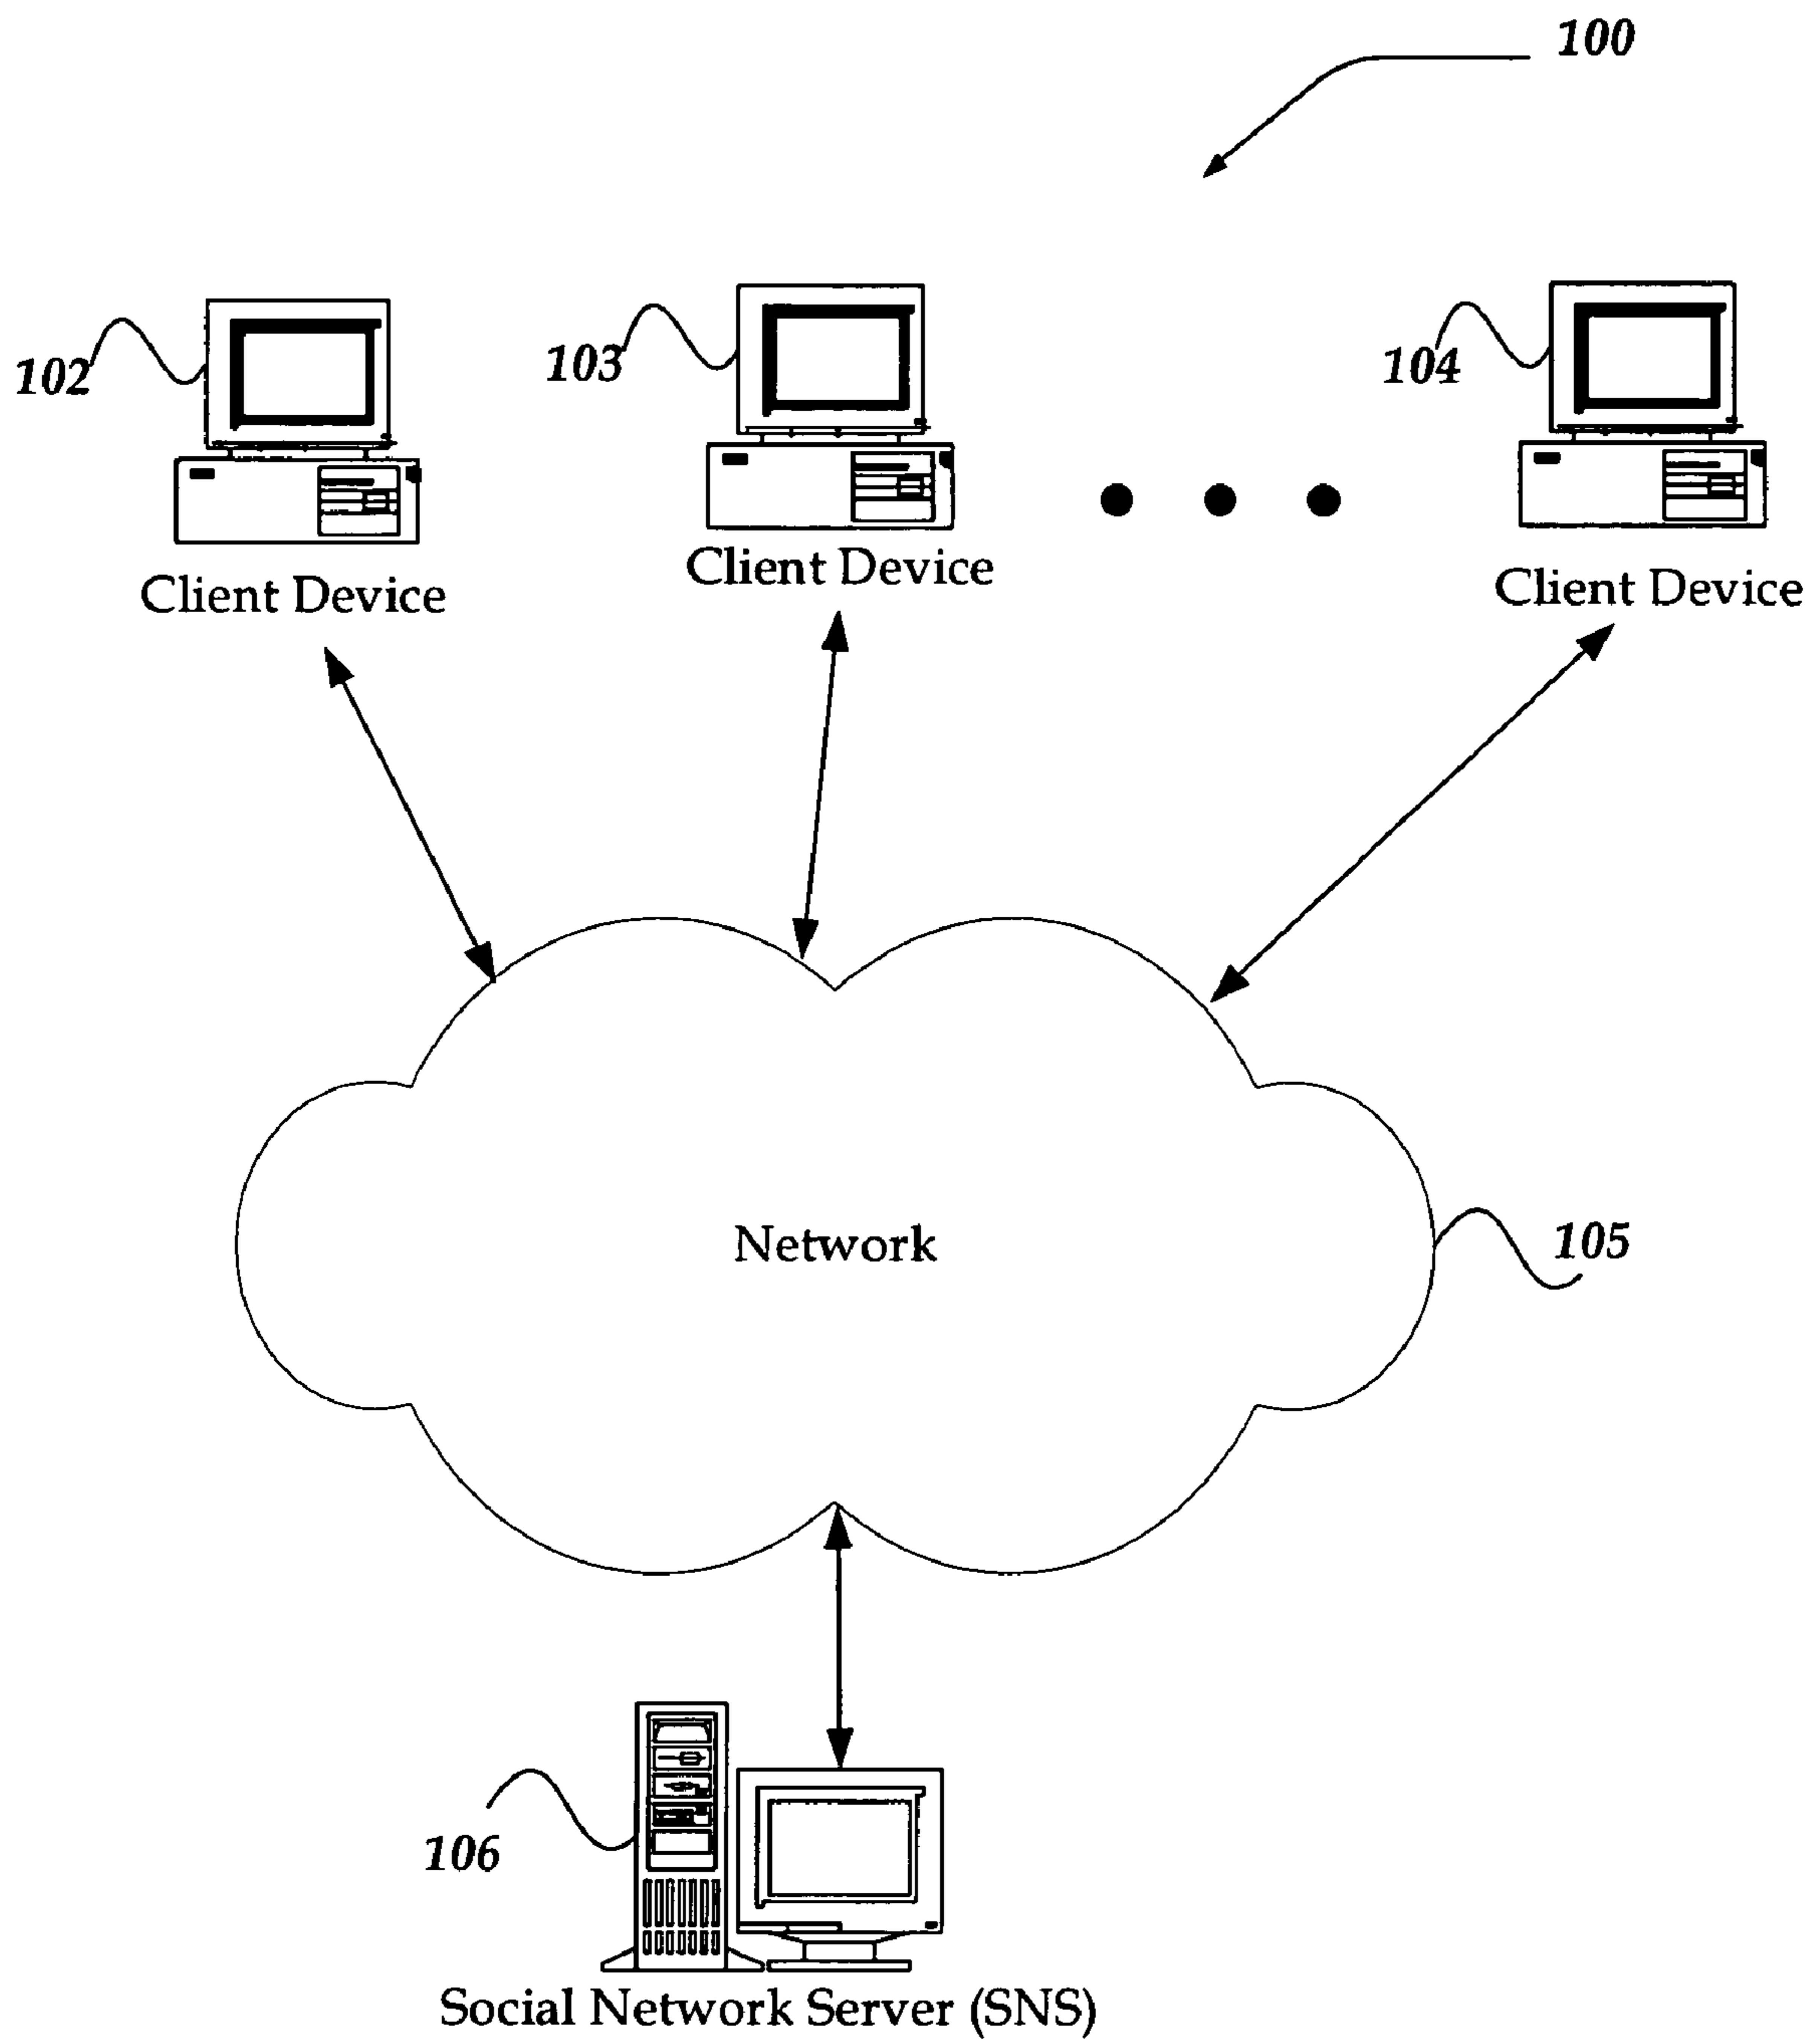 100
102
103
104
Client Device
Client Device
Client Device
Network
105
106
Social Network Server (SNS)